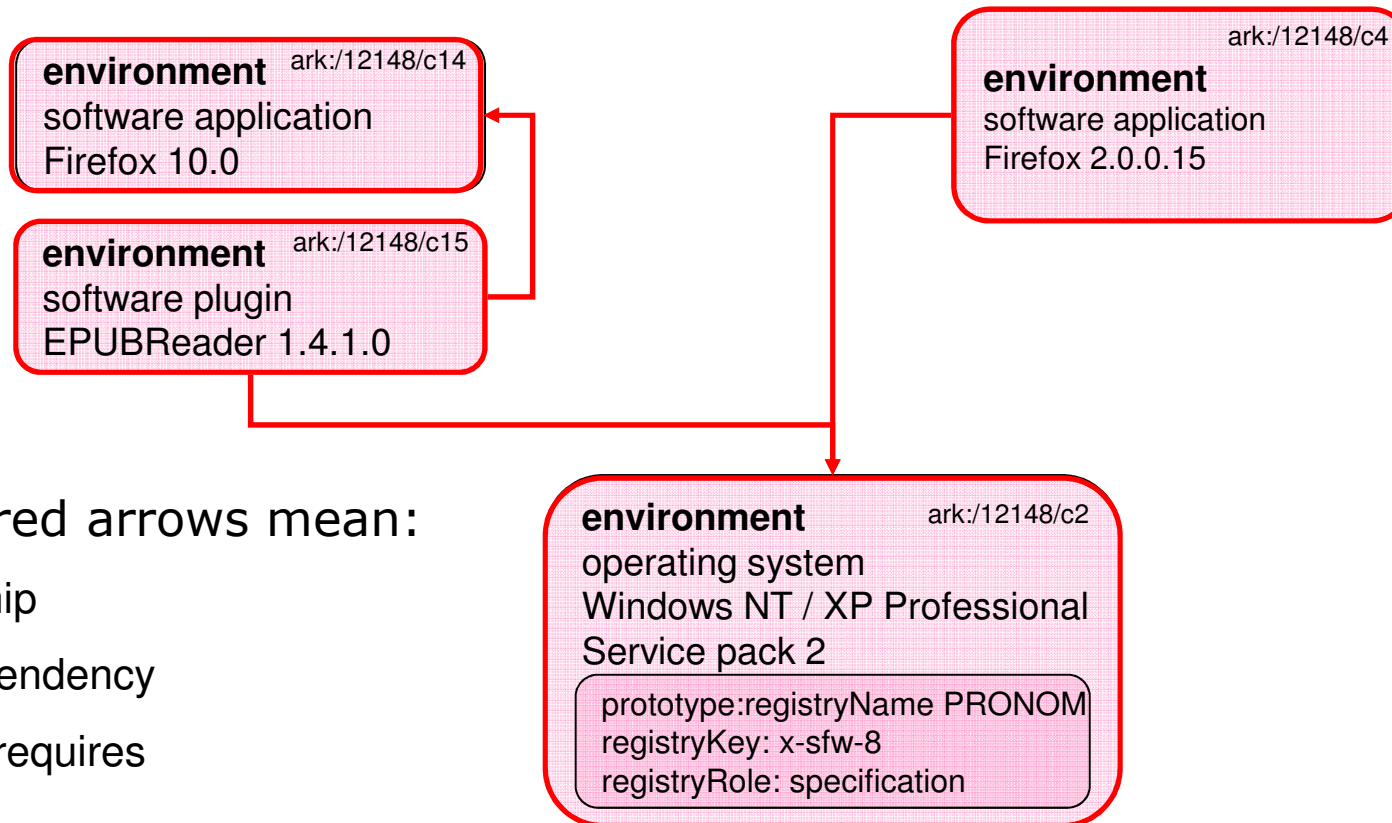 environment ark:/12148/c14
software application
Firefox 10.0
ark:/12148/c4
environment
software application
Firefox 2.0.0.15
environment ark:/12148/c15
software plugin
EPUBReader 1.4.1.0
red arrows mean:
requires
environment ark:/12148/c2
operating system
Windows NT / XP Professional
Service pack 2
prototype:registryName PRONOM
registryKey: x-sfw-8
registryRole: specification